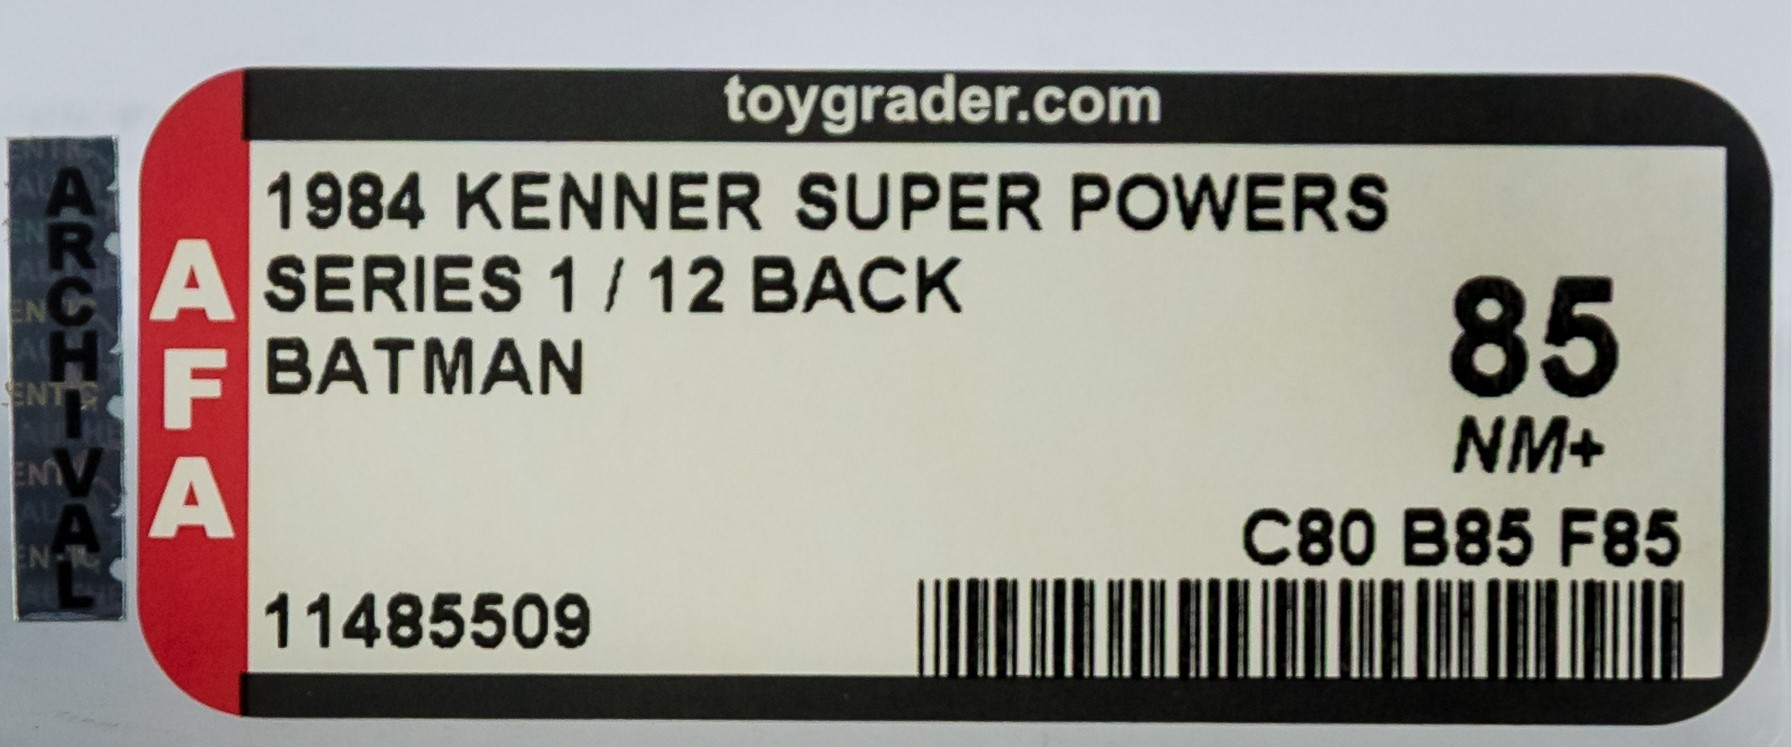 toygrader.com
ARCHIVAL
AFA
1984 KENNER SUPER POWERS
SERIES 1 / 12 BACK
BATMAN
85
NM+
C80 B85 F85
11485509